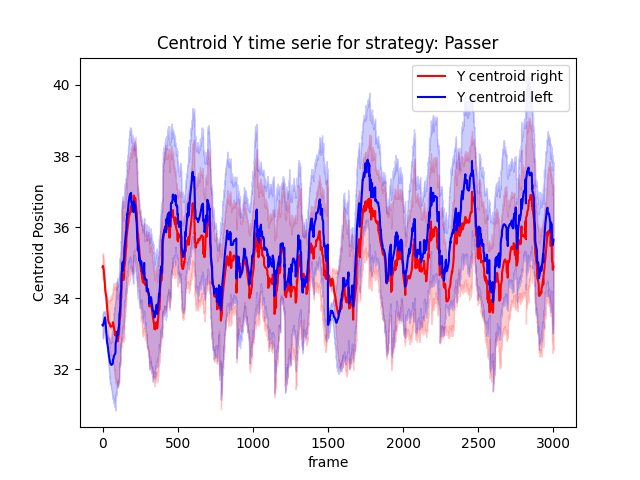 Centroid Y time serie for strategy: Passer
Y centroid right
Y centroid left
Centroid Position
40
38
36
34
32
0
500
1000
1500
2000
2500
3000
frame